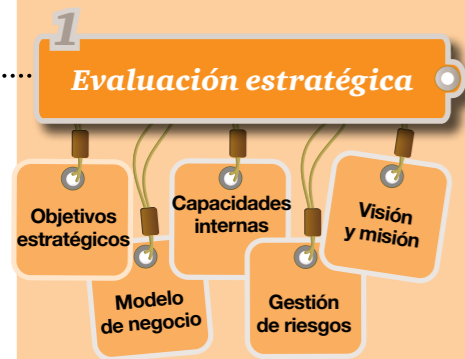 1
Evaluación estratégica
Objetivos
estratégicos
Modelo
de negocio
Capacidades
internas
Gestión
de riesgos
Visión
y misión